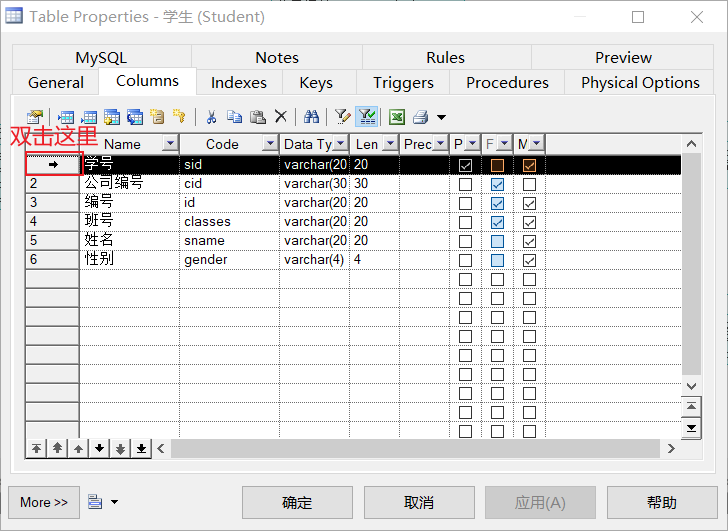 Table Properties - 学生 (Student)
MySQL Notes Rules Preview
General Columns Indexes Keys Triggers Procedures Physical Options
双击这里
Name Code Data Ty Len Prec P F M
学号 sid varchar(20 20
2 公司编号 cid varchar(30 30
3 编号 id varchar(20 20
4 班号 classes varchar(20 20
5 姓名 sname varchar(20 20
6 性别 gender varchar(4) 4
More >> 确定 取消 应用(A) 帮助